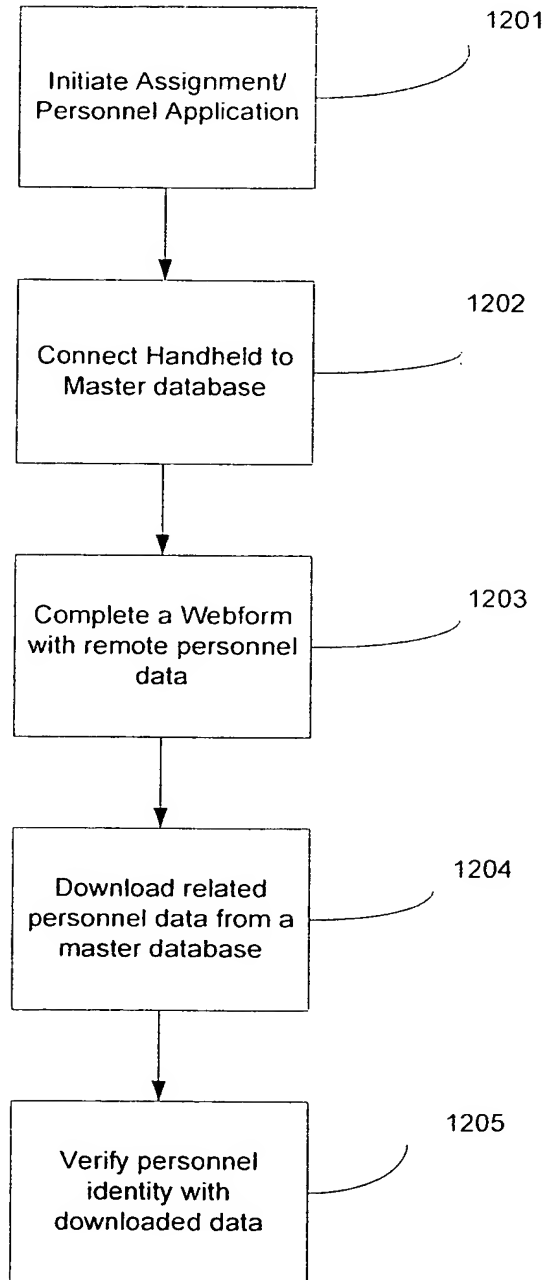 1201
Initiate Assignment/
Personnel Application
1202
Connect Handheld to
Master database
1203
Complete a Webform
with remote personnel
data
1204
Download related
personnel data from a
master database
1205
Verify personnel
identity with
downloaded data